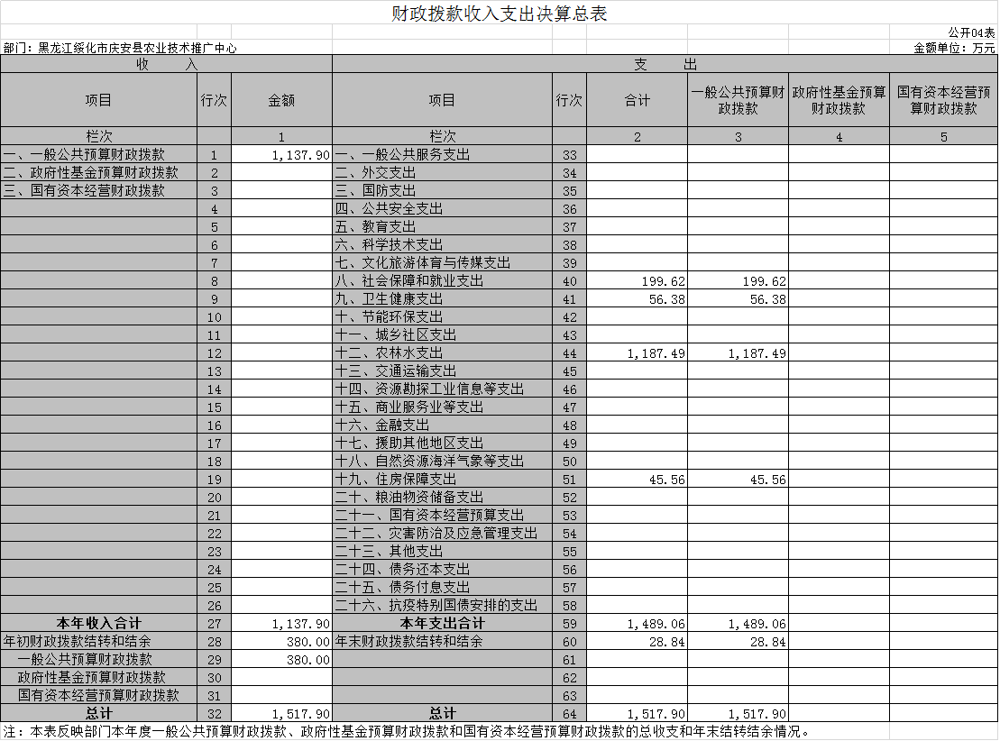 财政拨款收入支出决算总表
公开04表
部门：黑龙江绥化市庆安县农业技术推广中心 金额单位：万元
收 入 支 出
项目 行次 金额 项目 行次 合计 一般公共预算财政拨款 政府性基金预算财政拨款 国有资本经营预算财政拨款
栏次 1 栏次 2 3 4 5
一、一般公共预算财政拨款 1 1,137.90 一、一般公共服务支出 33
二、政府性基金预算财政拨款 2 二、外交支出 34
三、国有资本经营财政拨款 3 三、国防支出 35
4 四、公共安全支出 36
5 五、教育支出 37
6 六、科学技术支出 38
7 七、文化旅游体育与传媒支出 39
8 八、社会保障和就业支出 40 199.62 199.62
9 九、卫生健康支出 41 56.38 56.38
10 十、节能环保支出 42
11 十一、城乡社区支出 43
12 十二、农林水支出 44 1,187.49 1,187.49
13 十三、交通运输支出 45
14 十四、资源勘探工业信息等支出 46
15 十五、商业服务业等支出 47
16 十六、金融支出 48
17 十七、援助其他地区支出 49
18 十八、自然资源海洋气象等支出 50
19 十九、住房保障支出 51 45.56 45.56
20 二十、粮油物资储备支出 52
21 二十一、国有资本经营预算支出 53
22 二十二、灾害防治及应急管理支出 54
23 二十三、其他支出 55
24 二十四、债务还本支出 56
25 二十五、债务付息支出 57
26 二十六、抗疫特别国债安排的支出 58
本年收入合计 27 1,137.90 本年支出合计 59 1,489.06 1,489.06
年初财政拨款结转和结余 28 380.00 年末财政拨款结转和结余 60 28.84 28.84
一般公共预算财政拨款 29 380.00 61
政府性基金预算财政拨款 30 62
国有资本经营预算财政拨款 31 63
总计 32 1,517.90 总计 64 1,517.90 1,517.90
注：本表反映部门本年度一般公共预算财政拨款、政府性基金预算财政拨款和国有资本经营预算财政拨款的总收支和年末结转结余情况。